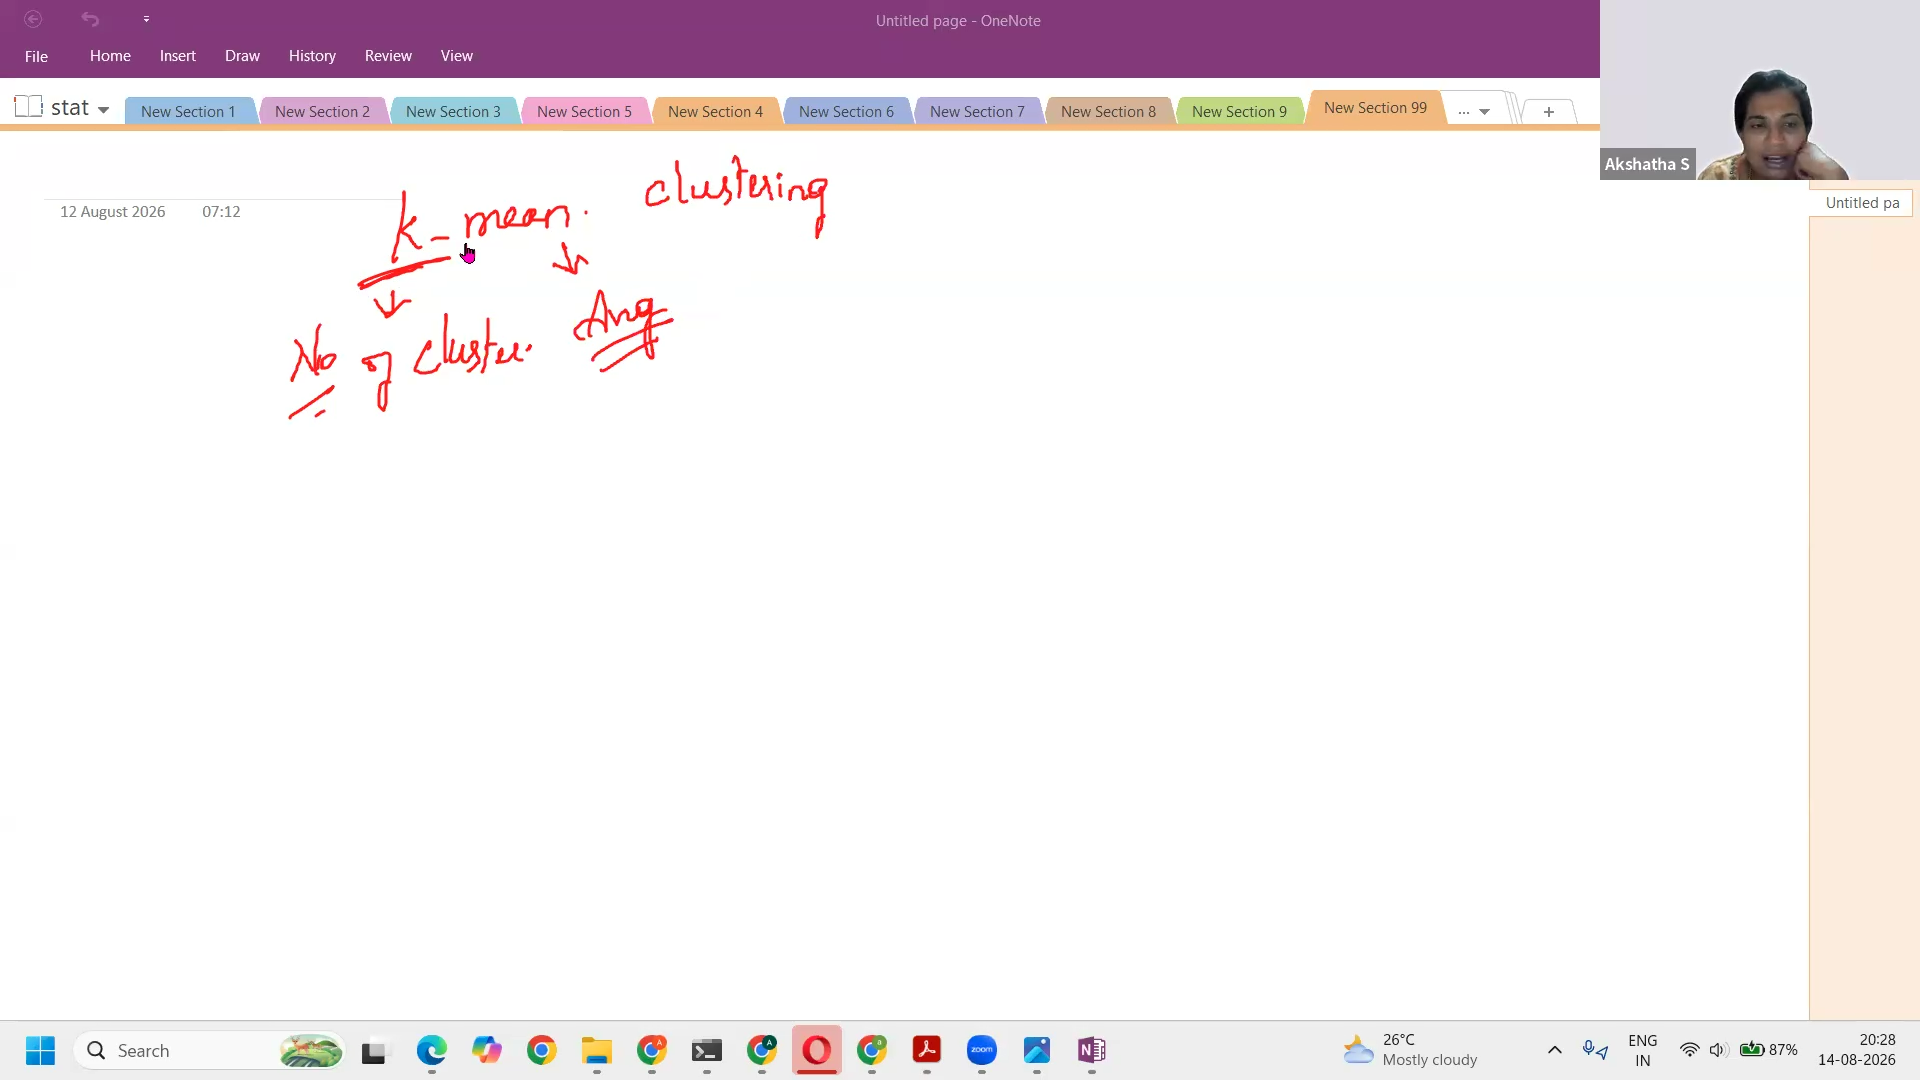 Untitled page - OneNote
File Home Insert Draw History Review View
stat New Section 1 New Section 2 New Section 3 New Section 5 New Section 4 New Section 6 New Section 7 New Section 8 New Section 9 New Section 99 ... +
Akshatha S
Untitled pa
12 August 2026 07:12
k - mean. clustering
No of cluster. Avg
Search
zoom
26°C
Mostly cloudy
ENG
IN
87%
20:28
14-08-2026